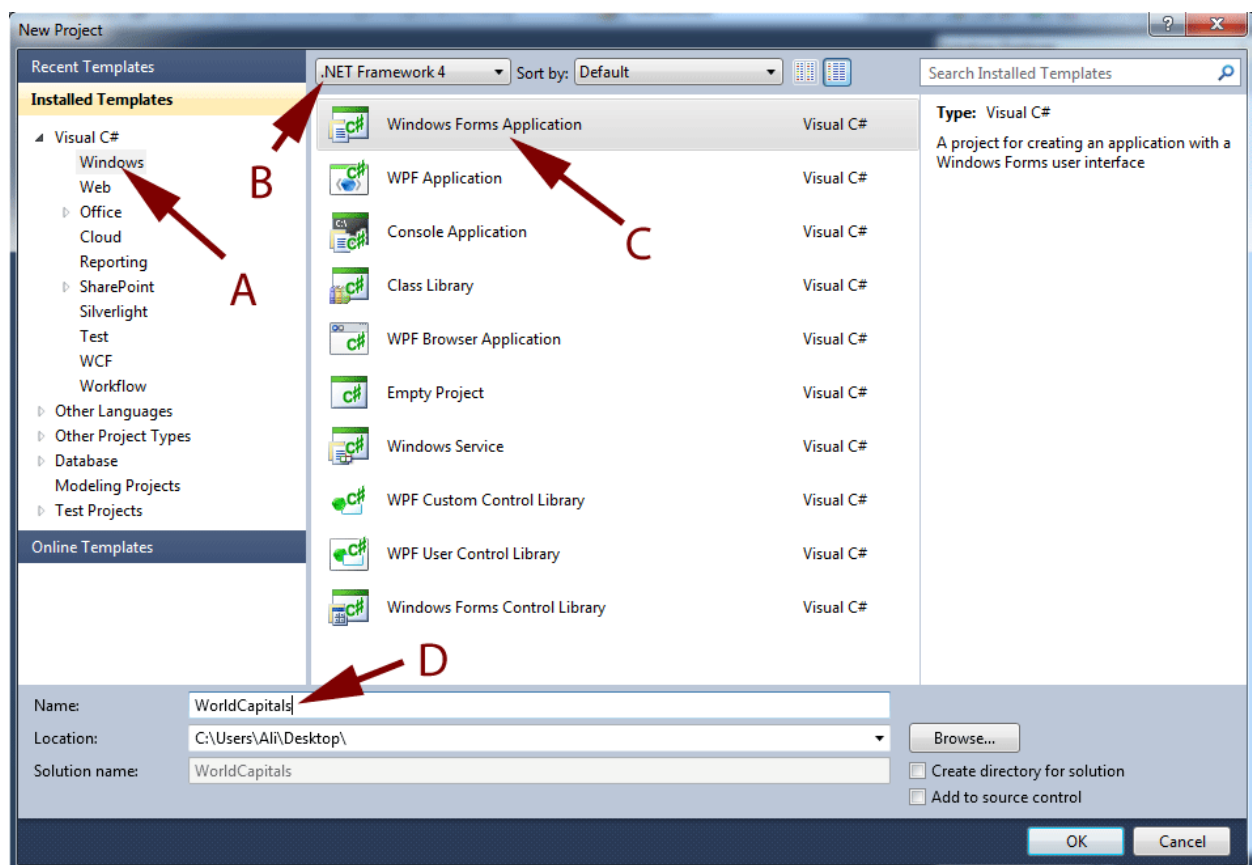 New Project
Recent Templates
Installed Templates
Visual C#
Windows
Web
Office
Cloud
Reporting
SharePoint
Silverlight
Test
WCF
Workflow
Other Languages
Other Project Types
Database
Modeling Projects
Test Projects
Online Templates
A
.NET Framework 4 Sort by: Default
B
Windows Forms Application Visual C#
C
WPF Application Visual C#
Console Application Visual C#
Class Library Visual C#
WPF Browser Application Visual C#
Empty Project Visual C#
Windows Service Visual C#
WPF Custom Control Library Visual C#
WPF User Control Library Visual C#
Windows Forms Control Library Visual C#
D
Search Installed Templates
Type: Visual C#
A project for creating an application with a
Windows Forms user interface
Name: WorldCapitals
Location: C:\Users\Ali\Desktop\ Browse...
Solution name: WorldCapitals
Create directory for solution
Add to source control
OK Cancel